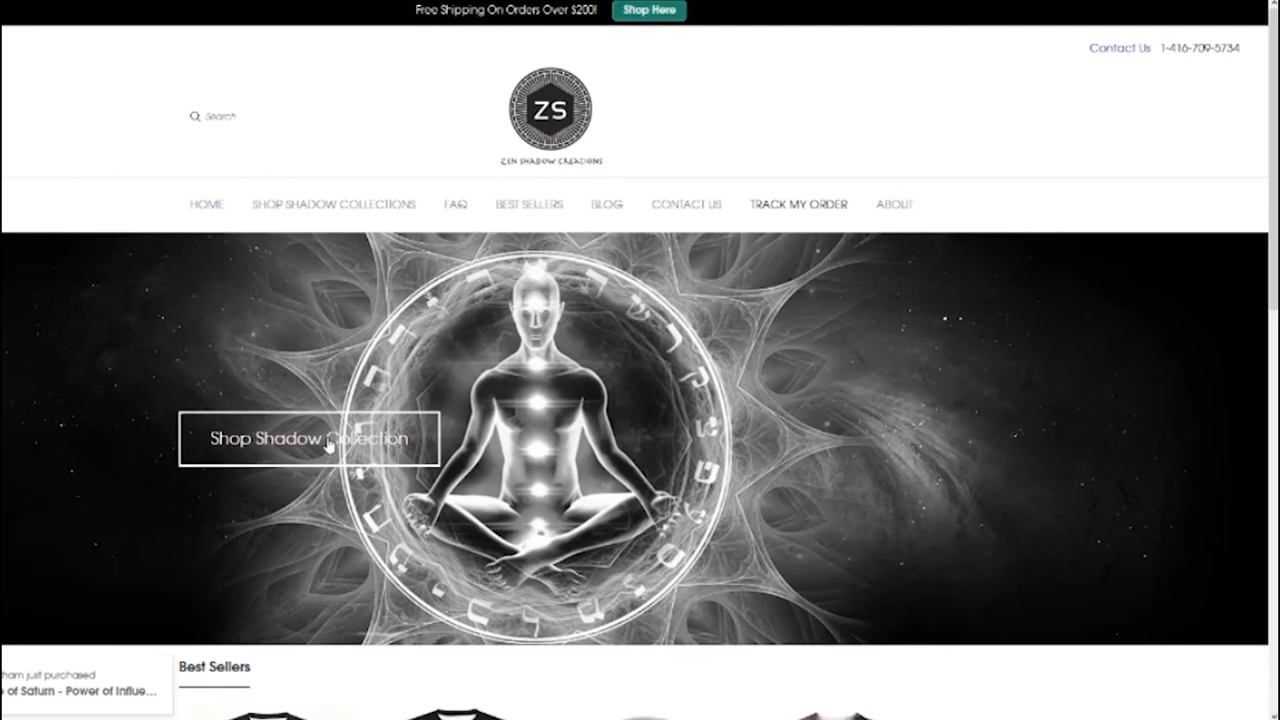 Free Shipping On Orders Over $200!
Shop Here
Contact Us 1-416-709-5734
Search
ZS
ZEN SHADOW CREATIONS
HOME SHOP SHADOW COLLECTIONS FAQ BEST SELLERS BLOG CONTACT US TRACK MY ORDER ABOUT
Shop Shadow Collection
Best Sellers
ham just purchased
e of Saturn - Power of Influe...